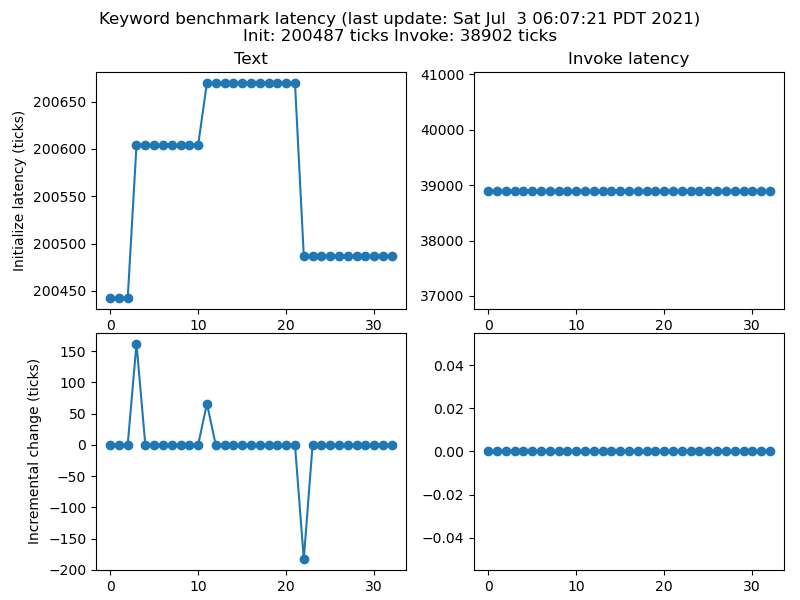 Keyword benchmark latency (last update: Sat Jul  3 06:07:21 PDT 2021)
Init: 200487 ticks Invoke: 38902 ticks
Text
Invoke latency
Initialize latency (ticks)
200650
200600
200550
200500
200450
0 10 20 30
41000
40000
39000
38000
37000
0 10 20 30
Incremental change (ticks)
150
100
50
0
−50
−100
−150
−200
0 10 20 30
0.04
0.02
0.00
−0.02
−0.04
0 10 20 30